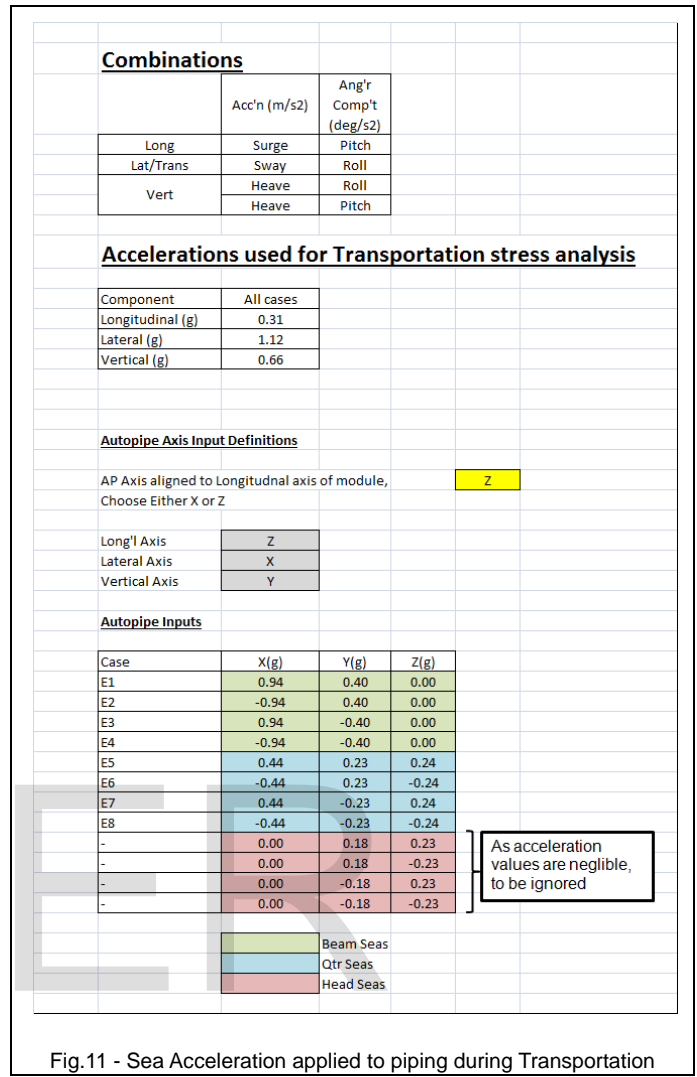 Combinations
Acc'n (m/s2) Ang'r Comp't (deg/s2)
Long Surge Pitch
Lat/Trans Sway Roll
Vert Heave Roll
Heave Pitch
Accelerations used for Transportation stress analysis
Component All cases
Longitudinal (g) 0.31
Lateral (g) 1.12
Vertical (g) 0.66
Autopipe Axis Input Definitions
AP Axis aligned to Longitudnal axis of module, Z
Choose Either X or Z
Long'l Axis Z
Lateral Axis X
Vertical Axis Y
Autopipe Inputs
Case X(g) Y(g) Z(g)
E1 0.94 0.40 0.00
E2 -0.94 0.40 0.00
E3 0.94 -0.40 0.00
E4 -0.94 -0.40 0.00
E5 0.44 0.23 0.24
E6 -0.44 0.23 -0.24
E7 0.44 -0.23 0.24
E8 -0.44 -0.23 -0.24
- 0.00 0.18 0.23
- 0.00 0.18 -0.23
- 0.00 -0.18 0.23
- 0.00 -0.18 -0.23
As acceleration
values are neglible,
to be ignored
Beam Seas
Qtr Seas
Head Seas
ER
Fig.11 - Sea Acceleration applied to piping during Transportation